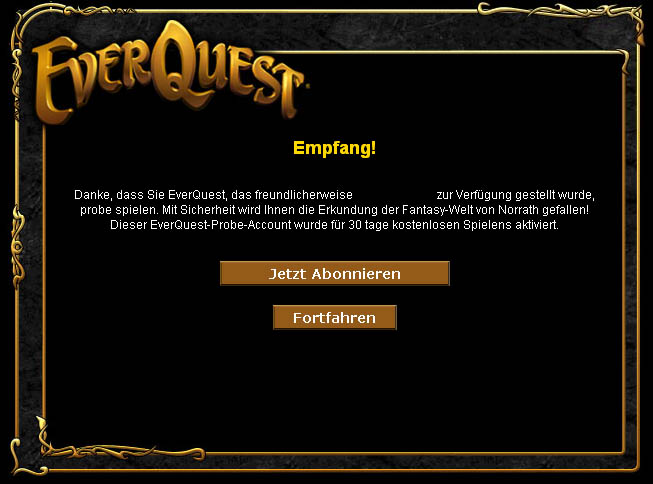 EVERQUEST
Empfang!
Danke, dass Sie EverQuest, das freundlicherweise zur Verfügung gestellt wurde,
probe spielen. Mit Sicherheit wird Ihnen die Erkundung der Fantasy-Welt von Norrath gefallen!
Dieser EverQuest-Probe-Account wurde für 30 tage kostenlosen Spielens aktiviert.
Jetzt Abonnieren
Fortfahren